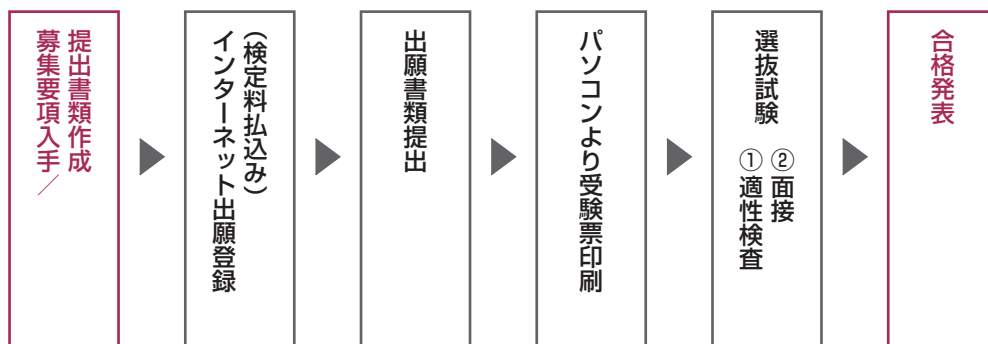 募集要項入手／
提出書類作成
インターネット出願登録
（検定料払込み）
出願書類提出
パソコンより受験票印刷
選抜試験 ①適性検査
②面接
合格発表